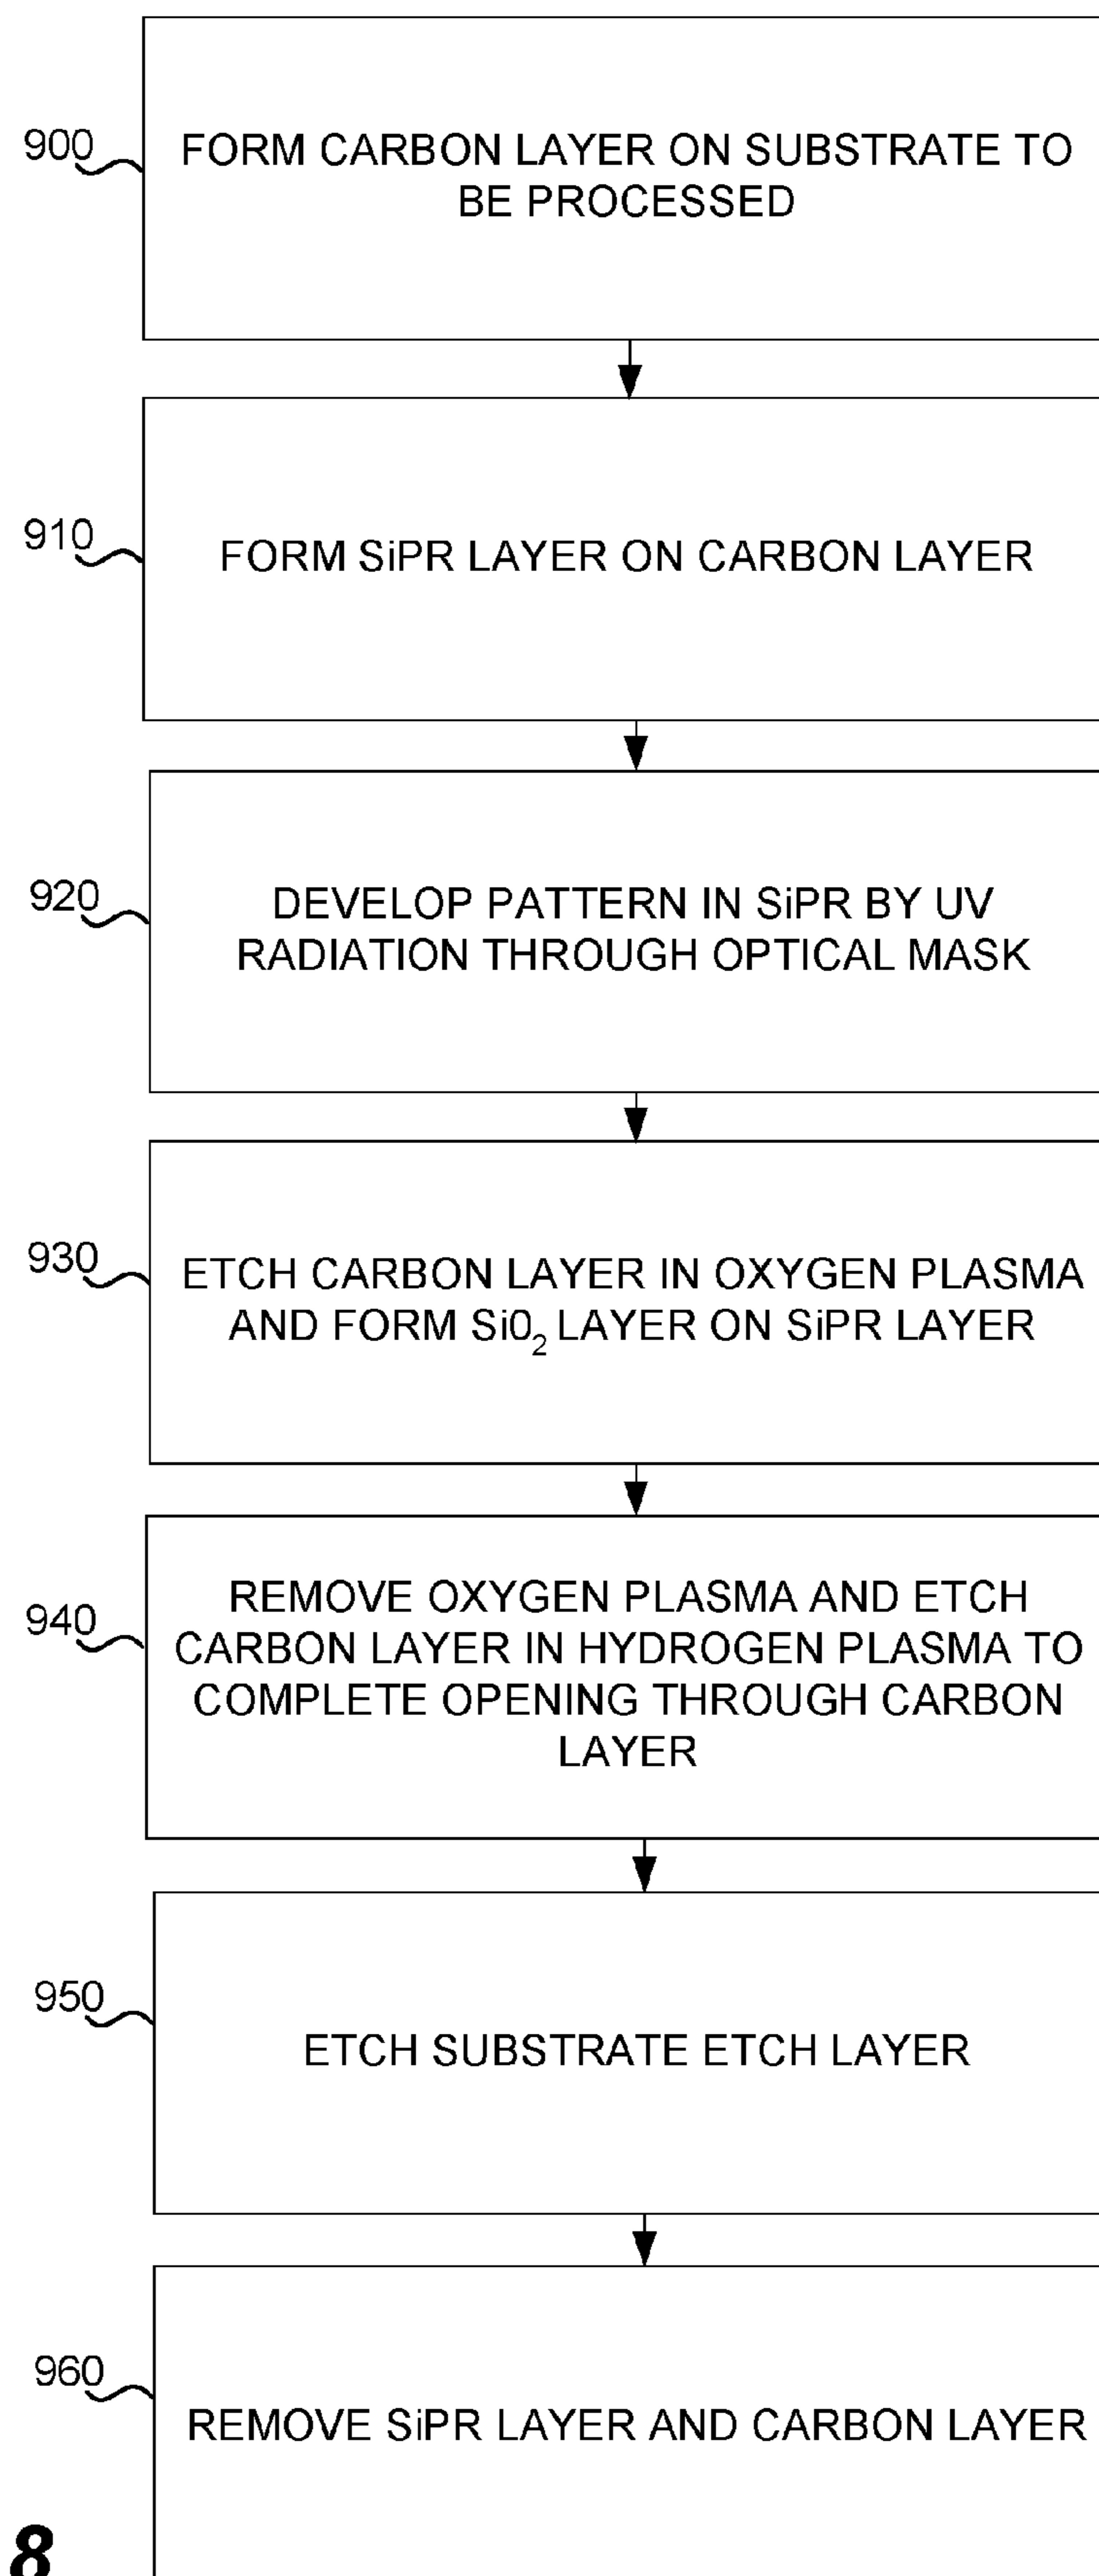 900
FORM CARBON LAYER ON SUBSTRATE TO
BE PROCESSED
910
FORM SiPR LAYER ON CARBON LAYER
920
DEVELOP PATTERN IN SiPR BY UV
RADIATION THROUGH OPTICAL MASK
930
ETCH CARBON LAYER IN OXYGEN PLASMA
AND FORM Si0₂ LAYER ON SiPR LAYER
940
REMOVE OXYGEN PLASMA AND ETCH
CARBON LAYER IN HYDROGEN PLASMA TO
COMPLETE OPENING THROUGH CARBON
LAYER
950
ETCH SUBSTRATE ETCH LAYER
960
REMOVE SiPR LAYER AND CARBON LAYER
8